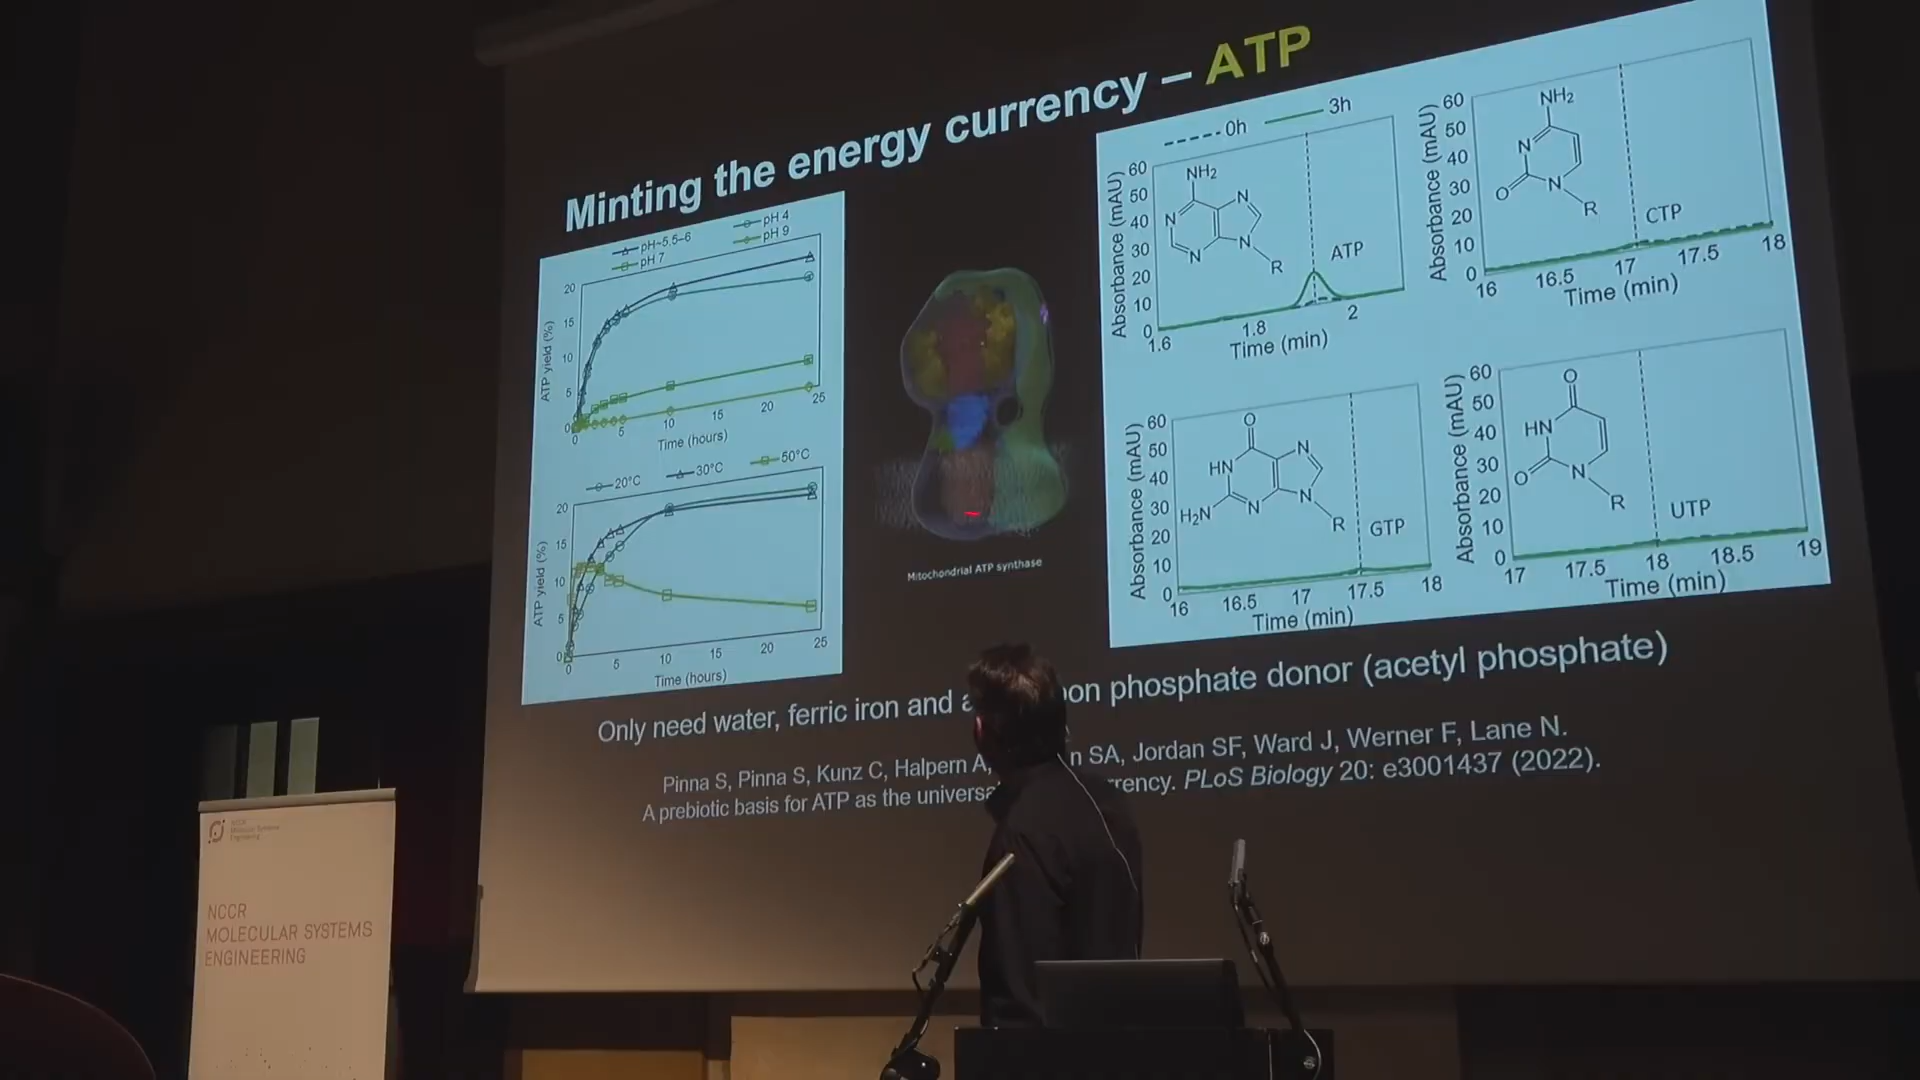 Minting the energy currency – ATP
pH~5.5–6
pH 4
pH 7
pH 9
ATP yield (%)
20
15
10
5
0
0
5
10
15
20
25
Time (hours)
20°C
30°C
50°C
ATP yield (%)
20
15
10
5
0
0
5
10
15
20
25
Time (hours)
Mitochondrial ATP synthase
0h
3h
Absorbance (mAU)
60
50
40
30
20
10
0
NH2
N
N
N
N
R
ATP
1.6
1.8
2
Time (min)
Absorbance (mAU)
60
50
40
30
20
10
0
NH2
N
O
N
R
CTP
16
16.5
17
17.5
18
Time (min)
Absorbance (mAU)
60
50
40
30
20
10
0
O
HN
N
H2N
N
N
R
GTP
16
16.5
17
17.5
18
Time (min)
Absorbance (mAU)
60
50
40
30
20
10
0
O
HN
O
N
R
UTP
17
17.5
18
18.5
19
Time (min)
Only need water, ferric iron and a on phosphate donor (acetyl phosphate)
Pinna S, Pinna S, Kunz C, Halpern A, n SA, Jordan SF, Ward J, Werner F, Lane N.
A prebiotic basis for ATP as the universa rrency. PLoS Biology 20: e3001437 (2022).
NCCR
Molecular Systems
Engineering
NCCR
MOLECULAR SYSTEMS
ENGINEERING